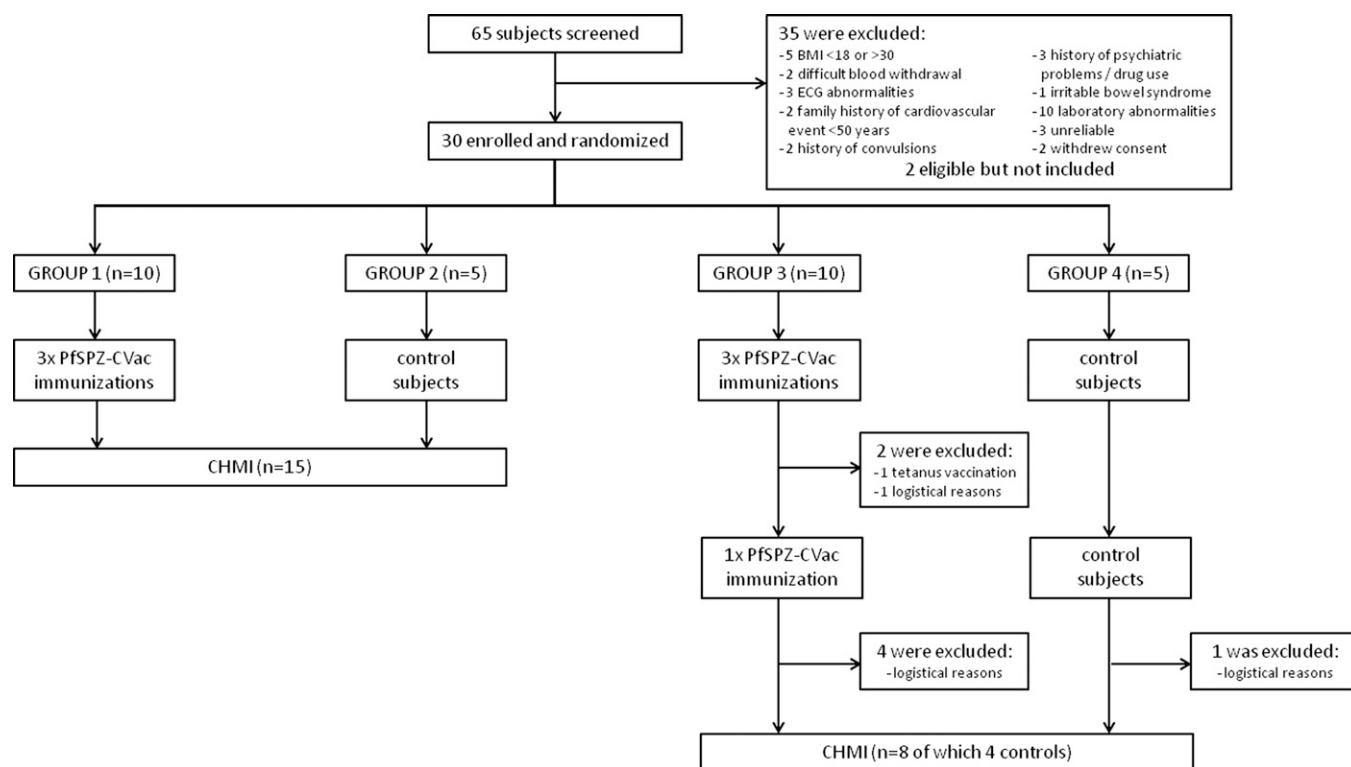 65 subjects screened
35 were excluded:
-5 BMI <18 or >30
-2 difficult blood withdrawal
-3 ECG abnormalities
-2 family history of cardiovascular
event <50 years
-2 history of convulsions
-3 history of psychiatric
problems / drug use
-1 irritable bowel syndrome
-10 laboratory abnormalities
-3 unreliable
-2 withdrew consent
2 eligible but not included
30 enrolled and randomized
GROUP 1 (n=10)
GROUP 2 (n=5)
GROUP 3 (n=10)
GROUP 4 (n=5)
3x PfSPZ-CVac
immunizations
control
subjects
3x PfSPZ-CVac
immunizations
control
subjects
CHMI (n=15)
2 were excluded:
-1 tetanus vaccination
-1 logistical reasons
1x PfSPZ-CVac
immunization
control
subjects
4 were excluded:
-logistical reasons
1 was excluded:
-logistical reasons
CHMI (n=8 of which 4 controls)